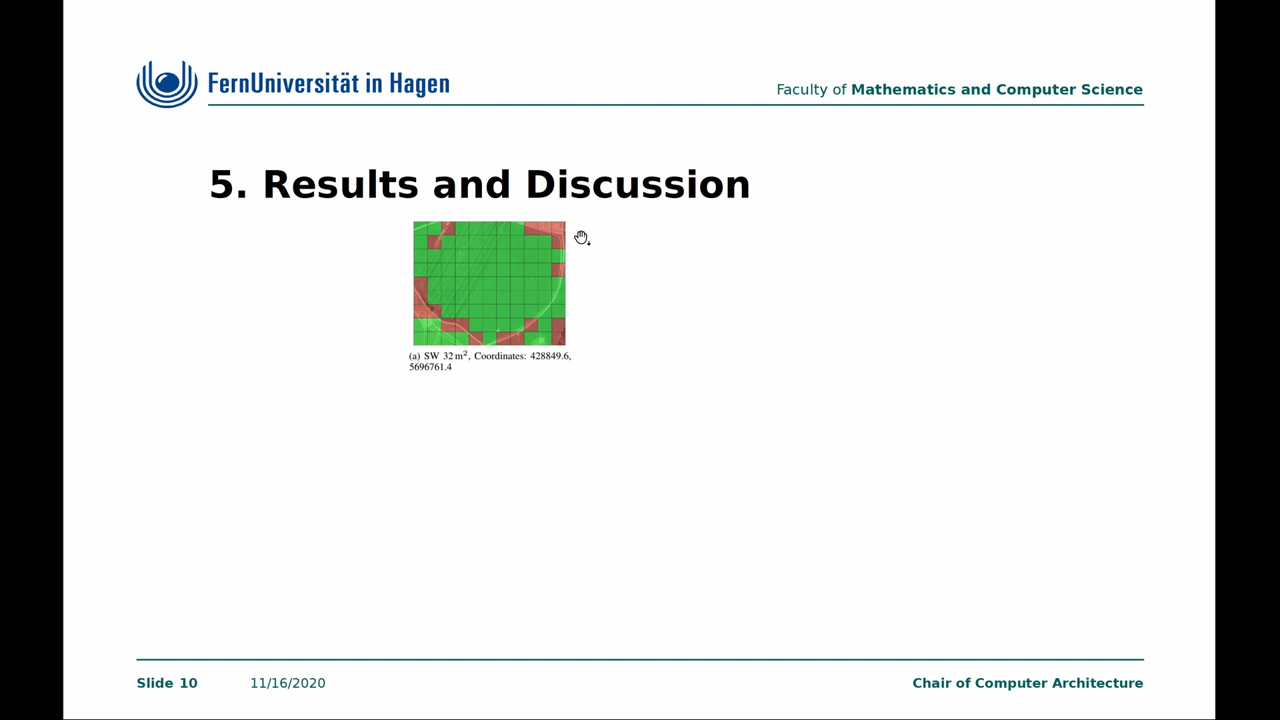 FernUniversität in Hagen
Faculty of Mathematics and Computer Science
5. Results and Discussion
(a) SW 32 m², Coordinates: 428849.6,
5696761.4
Slide 10
11/16/2020
Chair of Computer Architecture